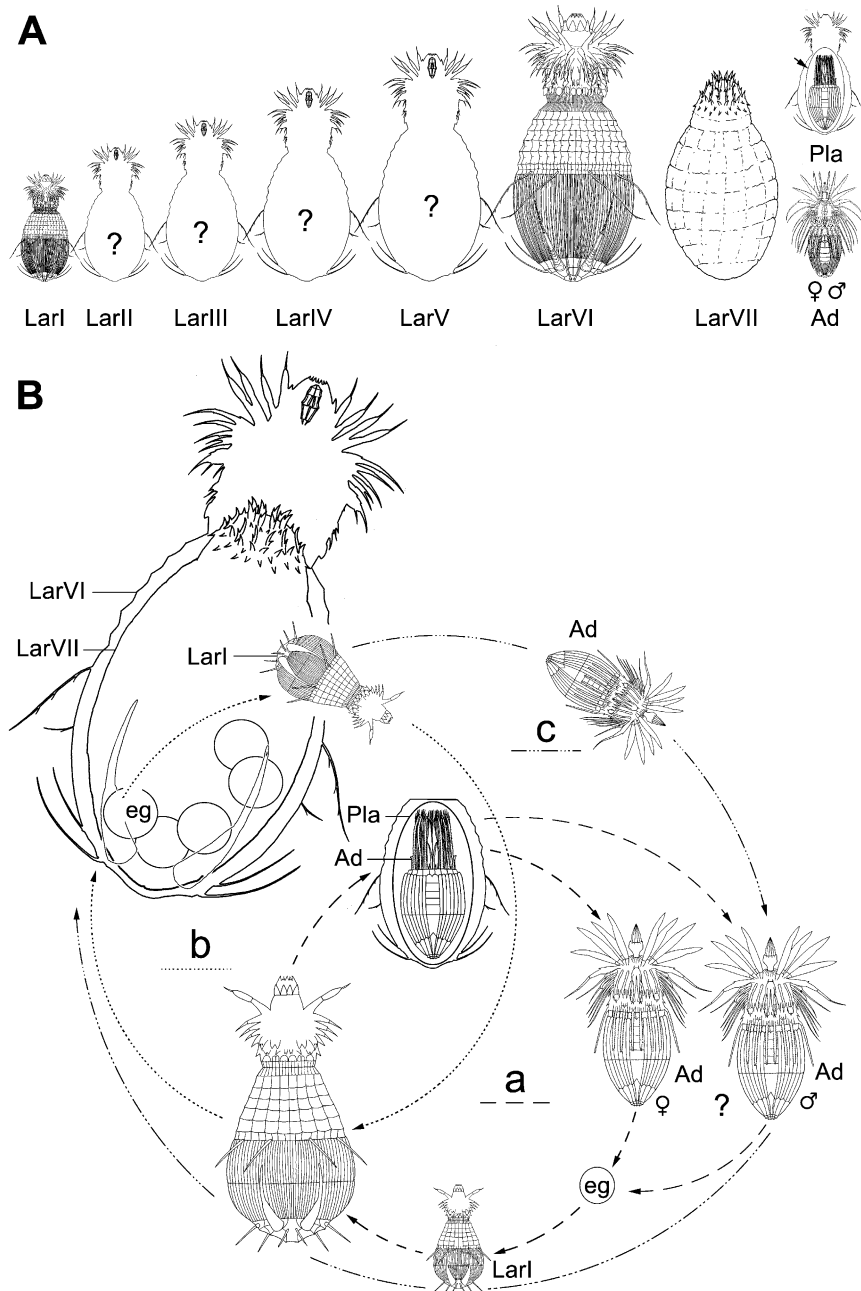 A
? ? ? ?
Pla
♀ ♂
LarI LarII LarIII LarIV LarV LarVI LarVII Ad
B
LarVI
LarVII
LarI
Ad
c
eg
Pla
Ad
b
a
Ad Ad
♀ ? ♂
eg
LarI